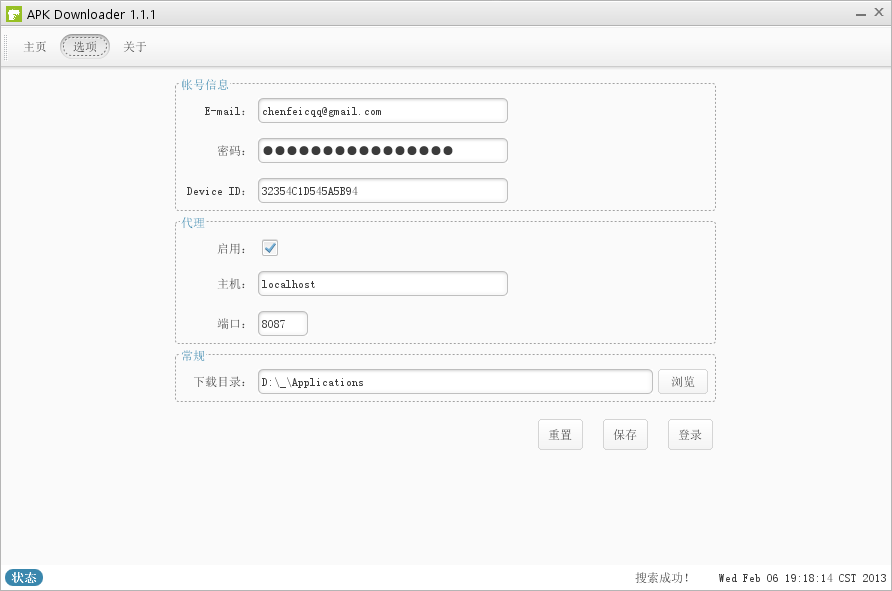 APK Downloader 1.1.1
主页 选项 关于
帐号信息
E-mail: chenfeicqq@gmail.com
密码: ●●●●●●●●●●●●●●●●
Device ID: 32354C1D545A5B94
代理
启用:
主机: localhost
端口: 8087
常规
下载目录: D:\_\Applications 浏览
重置 保存 登录
状态 搜索成功! Wed Feb 06 19:18:14 CST 2013